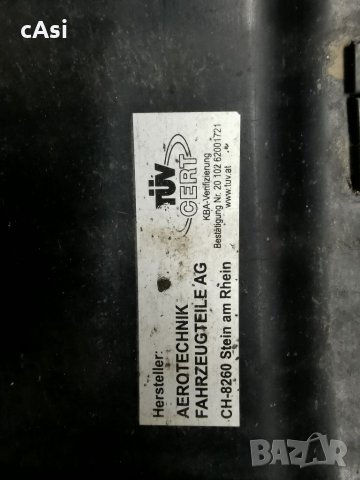 cAsi
Hersteller:
AEROTECHNIK
FAHRZEUGTEILE AG
CH-8260 Stein am Rhein
TÜV
CERT
KBA-Verifizierung
Bestätigung Nr. 20 102 62001721
www.tuv.at
BAZAR